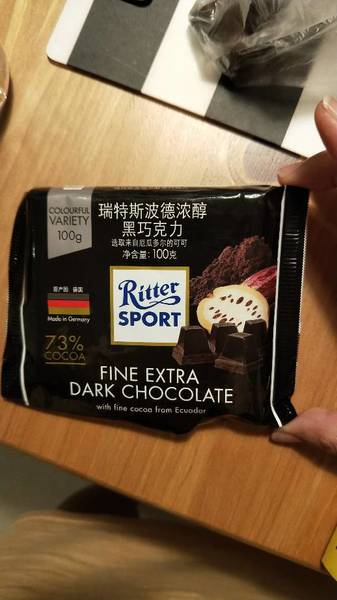 COLOURFUL
VARIETY
100g
瑞特斯波德浓醇
黑巧克力
选取来自厄瓜多尔的可可
净含量: 100克
原产国 德国
Made in Germany
Ritter
SPORT
73%
COCOA
FINE EXTRA
DARK CHOCOLATE
with fine cocoa from Ecuador